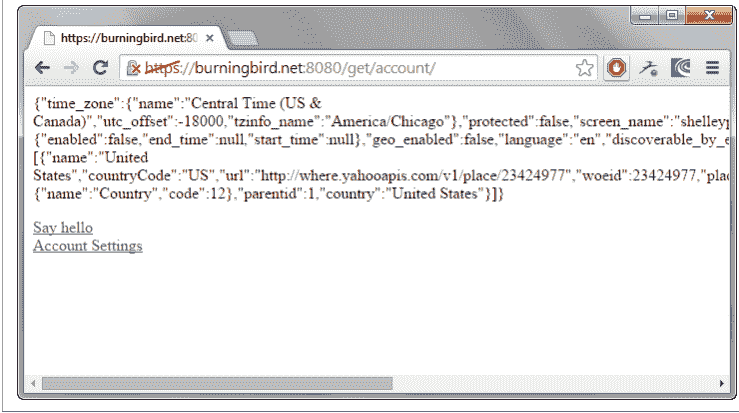 https://burningbird.net:80
https://burningbird.net:8080/get/account/
{"time_zone":{"name":"Central Time (US &
Canada)","utc_offset":-18000,"tzinfo_name":"America/Chicago"},"protected":false,"screen_name":"shelley
{"enabled":false,"end_time":null,"start_time":null},"geo_enabled":false,"language":"en","discoverable_by_e
[{"name":"United
States","countryCode":"US","url":"http://where.yahooapis.com/v1/place/23424977","woeid":23424977,"plac
{"name":"Country","code":12},"parentid":1,"country":"United States"}]}
Say hello
Account Settings